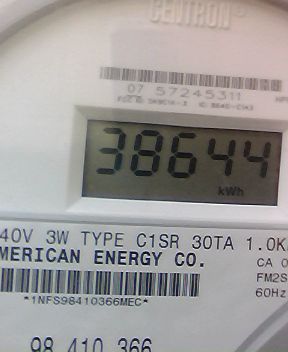 CENTRON®
07 57245311
38644
kWh
40V 3W TYPE C1SR 30TA 1.0K
MERICAN ENERGY CO.
CA 0
FM2S
60Hz
*1NFS98410366MEC*
98 410 366